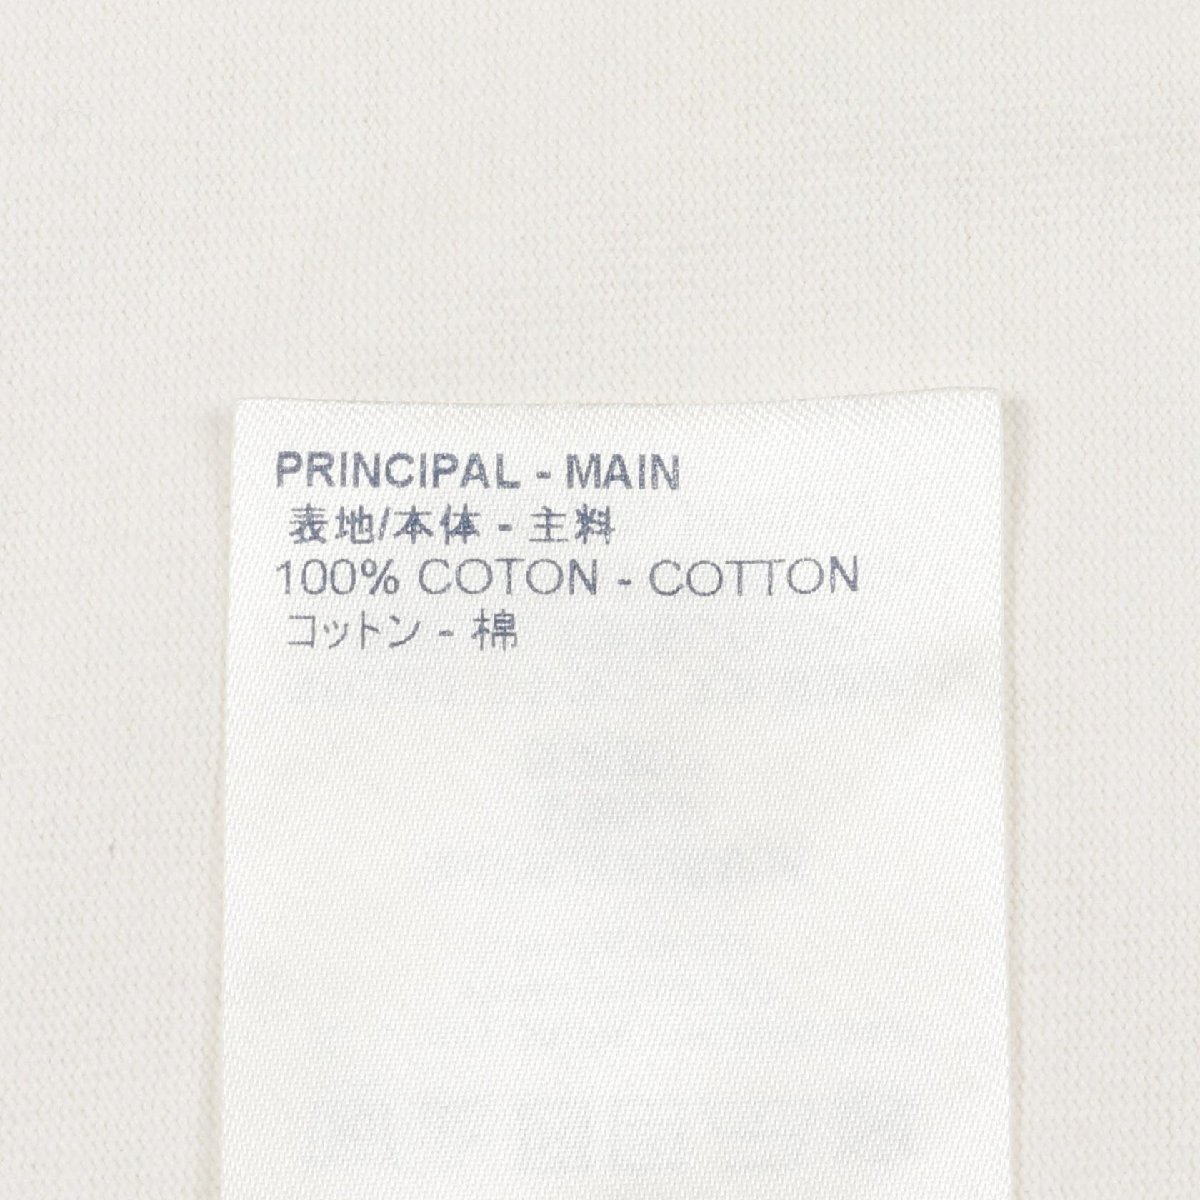 PRINCIPAL - MAIN
表地/本体 - 主料
100% COTON - COTTON
コットン - 棉